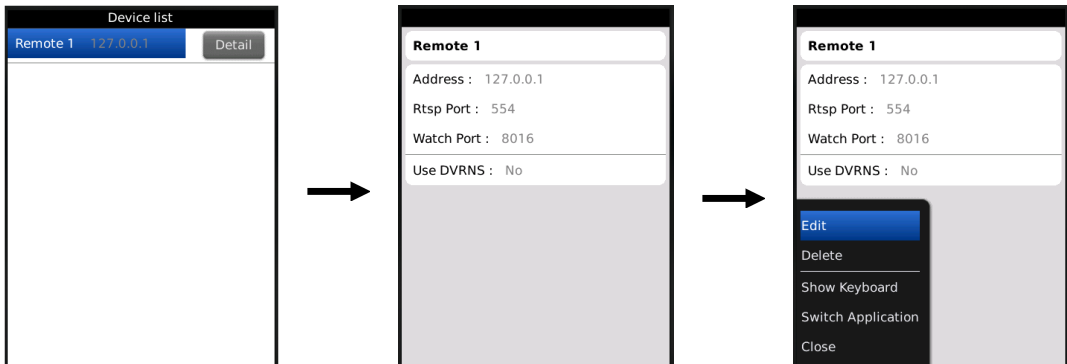 Device list
Remote 1 127.0.0.1 Detail
Remote 1
Address : 127.0.0.1
Rtsp Port : 554
Watch Port : 8016
Use DVRNS : No
Remote 1
Address : 127.0.0.1
Rtsp Port : 554
Watch Port : 8016
Use DVRNS : No
Edit
Delete
Show Keyboard
Switch Application
Close